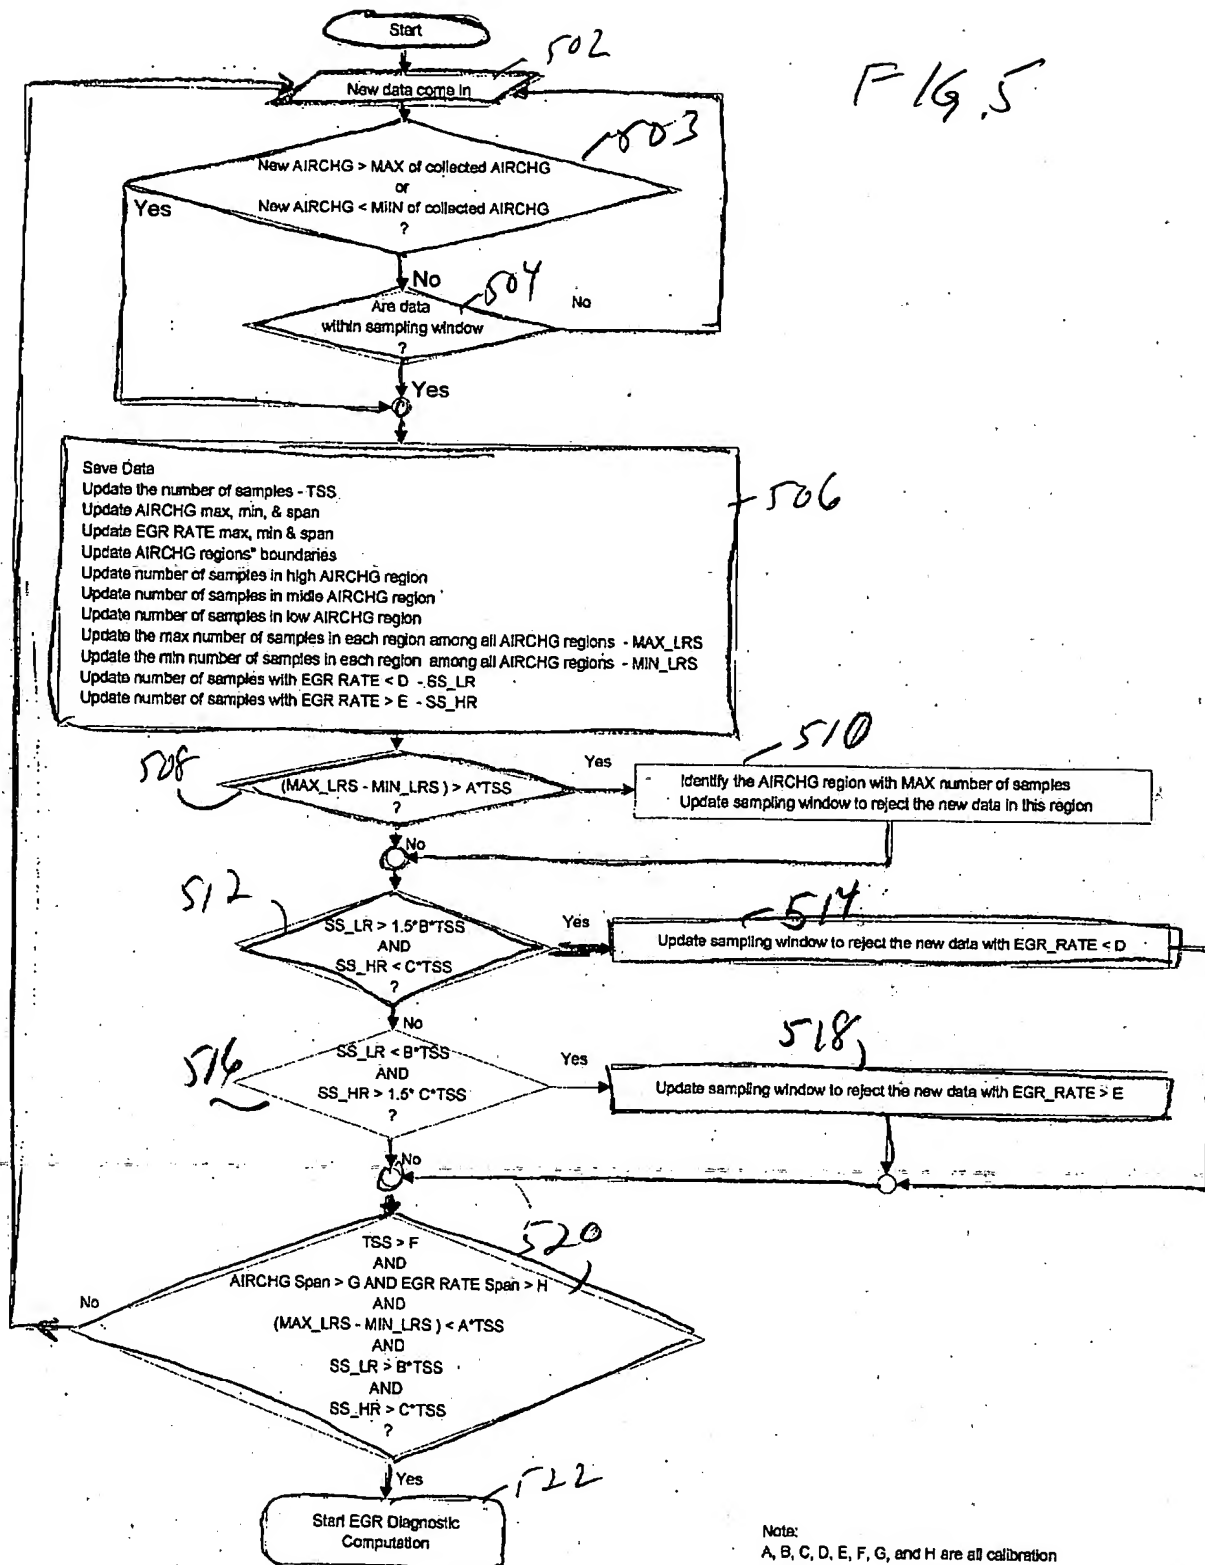 Start
502
FIG.5
New data come in
503
New AIRCHG > MAX of collected AIRCHG
or
New AIRCHG < MIIN of collected AIRCHG
?
Yes
No
504
Are data
within sampling window
?
No
Yes
Save Data
Update the number of samples - TSS
Update AIRCHG max, min, & span
Update EGR RATE max, min & span
Update AIRCHG regions" boundaries
Update number of samples in high AIRCHG region
Update number of samples in midle AIRCHG region
Update number of samples in low AIRCHG region
Update the max number of samples in each region among all AIRCHG regions - MAX_LRS
Update the min number of samples in each region among all AIRCHG regions - MIN_LRS
Update number of samples with EGR RATE < D - SS_LR
Update number of samples with EGR RATE > E - SS_HR
506
508
(MAX_LRS - MIN_LRS ) > A*TSS
?
Yes
510
Identify the AIRCHG region with MAX number of samples
Update sampling window to reject the new data in this region
No
512
SS_LR > 1.5*B*TSS
AND
SS_HR < C*TSS
?
Yes
514
Update sampling window to reject the new data with EGR_RATE < D
No
516
SS_LR < B*TSS
AND
SS_HR > 1.5* C*TSS
?
Yes
518
Update sampling window to reject the new data with EGR_RATE > E
No
520
TSS > F
AND
AIRCHG Span > G AND EGR RATE Span > H
AND
(MAX_LRS - MIN_LRS ) < A*TSS
AND
SS_LR > B*TSS
AND
SS_HR > C*TSS
?
No
Yes
522
Start EGR Diagnostic
Computation
Note:
A, B, C, D, E, F, G, and H are all calibration